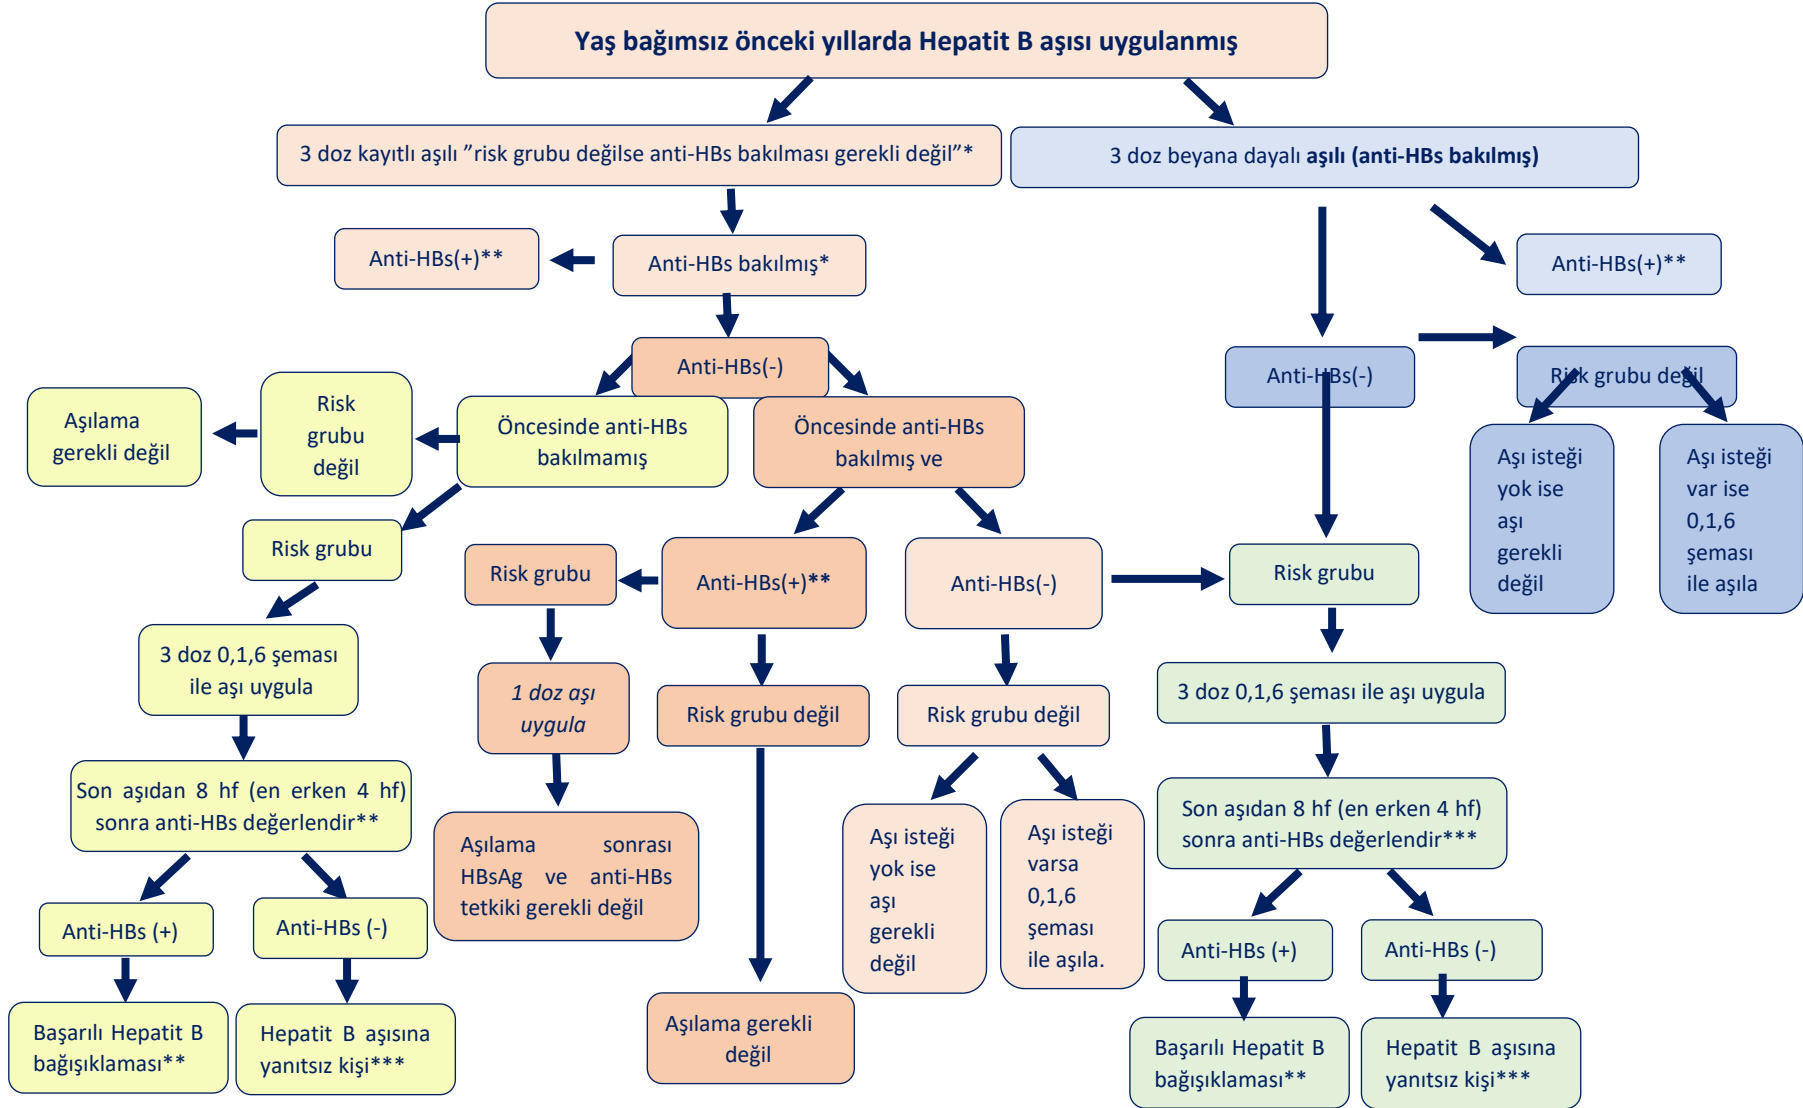 Yaş bağımsız önceki yıllarda Hepatit B aşısı uygulanmış
3 doz kayıtlı aşılı ”risk grubu değilse anti-HBs bakılması gerekli değil”*
3 doz beyana dayalı aşılı (anti-HBs bakılmış)
Anti-HBs(+)**
Anti-HBs bakılmış*
Anti-HBs(+)**
Anti-HBs(-)
Anti-HBs(-)
Risk grubu değil
Aşılama
gerekli değil
Risk
grubu
değil
Öncesinde anti-HBs
bakılmamış
Öncesinde anti-HBs
bakılmış ve
Aşı isteği
yok ise
aşı
gerekli
değil
Aşı isteği
var ise
0,1,6
şeması
ile aşıla
Risk grubu
Risk grubu
Anti-HBs(+)**
Anti-HBs(-)
Risk grubu
3 doz 0,1,6 şeması
ile aşı uygula
1 doz aşı
uygula
Risk grubu değil
Risk grubu değil
3 doz 0,1,6 şeması ile aşı uygula
Son aşıdan 8 hf (en erken 4 hf)
sonra anti-HBs değerlendir**
Aşılama sonrası
HBsAg ve anti-HBs
tetkiki gerekli değil
Aşı isteği
yok ise
aşı
gerekli
değil
Aşı isteği
varsa
0,1,6
şeması
ile aşıla.
Son aşıdan 8 hf (en erken 4 hf)
sonra anti-HBs değerlendir***
Anti-HBs (+)
Anti-HBs (-)
Anti-HBs (+)
Anti-HBs (-)
Başarılı Hepatit B
bağışıklaması**
Hepatit B aşısına
yanıtsız kişi***
Aşılama gerekli
değil
Başarılı Hepatit B
bağışıklaması**
Hepatit B aşısına
yanıtsız kişi***